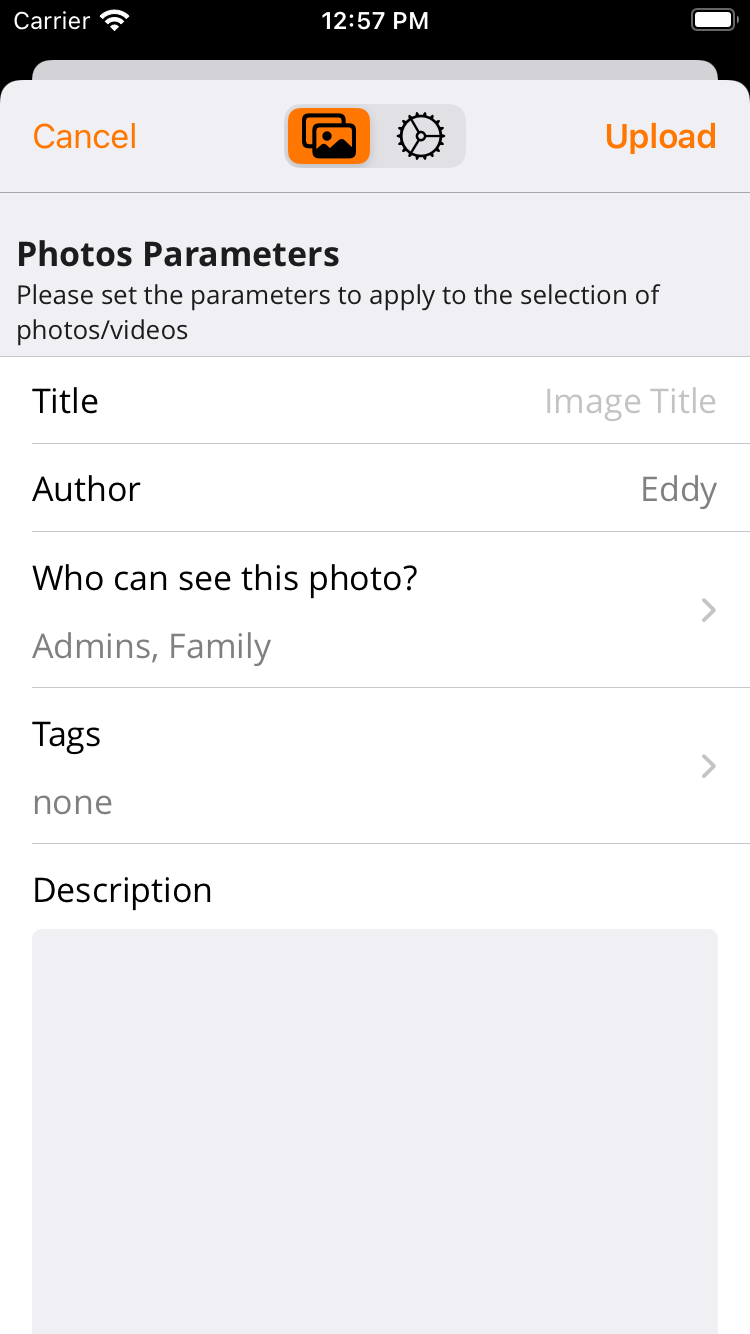 Carrier 12:57 PM
Cancel Upload
Photos Parameters
Please set the parameters to apply to the selection of
photos/videos
Title Image Title
Author Eddy
Who can see this photo?
Admins, Family
Tags
none
Description